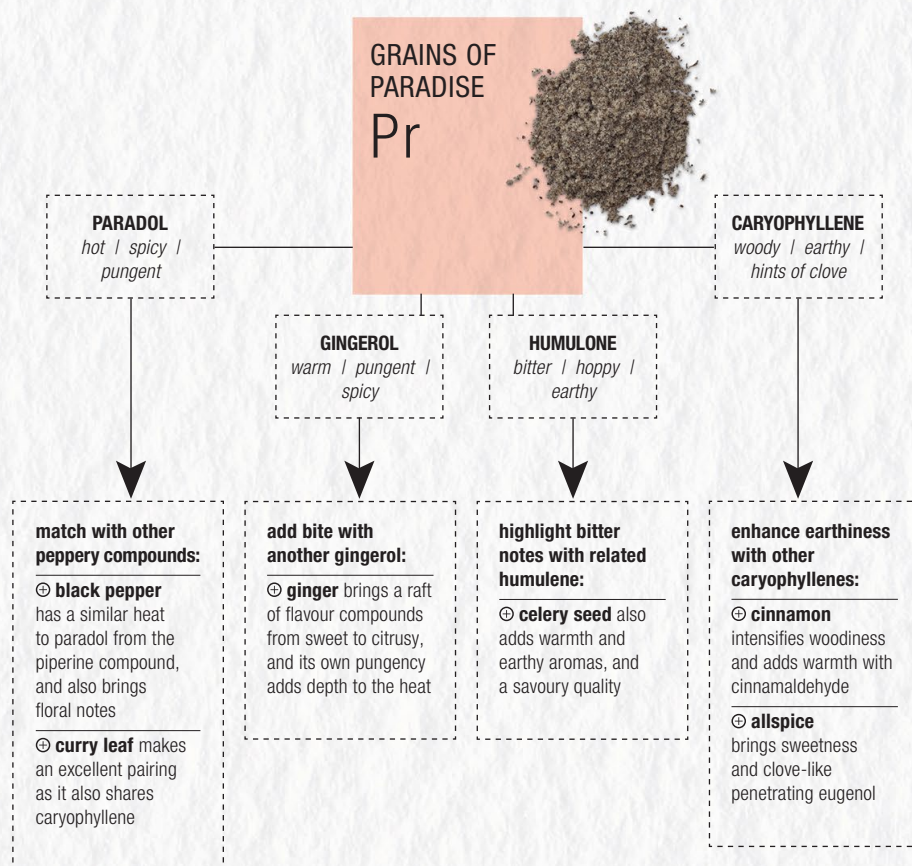 GRAINS OF
PARADISE
Pr
PARADOL
hot | spicy |
pungent
CARYOPHYLLENE
woody | earthy |
hints of clove
GINGEROL
warm | pungent |
spicy
HUMULONE
bitter | hoppy |
earthy
match with other
peppery compounds:
⊕ black pepper
has a similar heat
to paradol from the
piperine compound,
and also brings
floral notes
⊕ curry leaf makes
an excellent pairing
as it also shares
caryophyllene
add bite with
another gingerol:
⊕ ginger brings a raft
of flavour compounds
from sweet to citrusy,
and its own pungency
adds depth to the heat
highlight bitter
notes with related
humulene:
⊕ celery seed also
adds warmth and
earthy aromas, and
a savoury quality
enhance earthiness
with other
caryophyllenes:
⊕ cinnamon
intensifies woodiness
and adds warmth with
cinnamaldehyde
⊕ allspice
brings sweetness
and clove-like
penetrating eugenol